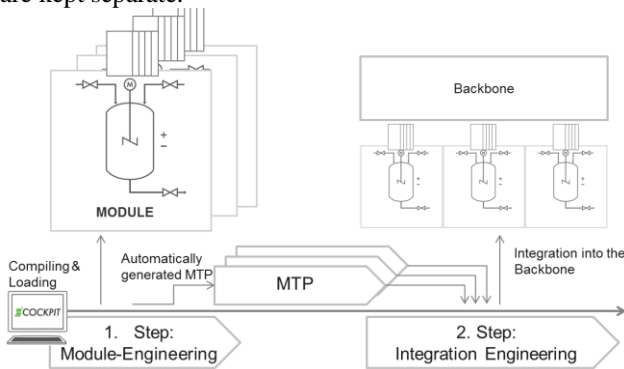 are kept separate.
Backbone
M
+
−
MODULE
Compiling &
Loading
Automatically
generated MTP
MTP
Integration into the
Backbone
COCKPIT
1. Step:
Module-Engineering
2. Step:
Integration Engineering